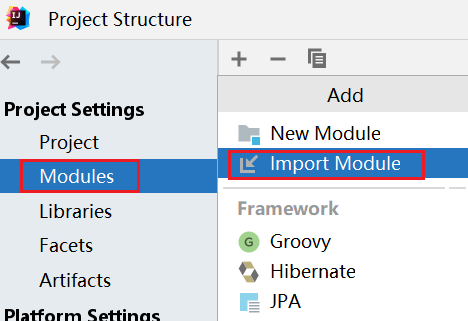 Project Structure
Project Settings
Project
Modules
Libraries
Facets
Artifacts
Platform Settings
Add
New Module
Import Module
Framework
Groovy
Hibernate
JPA